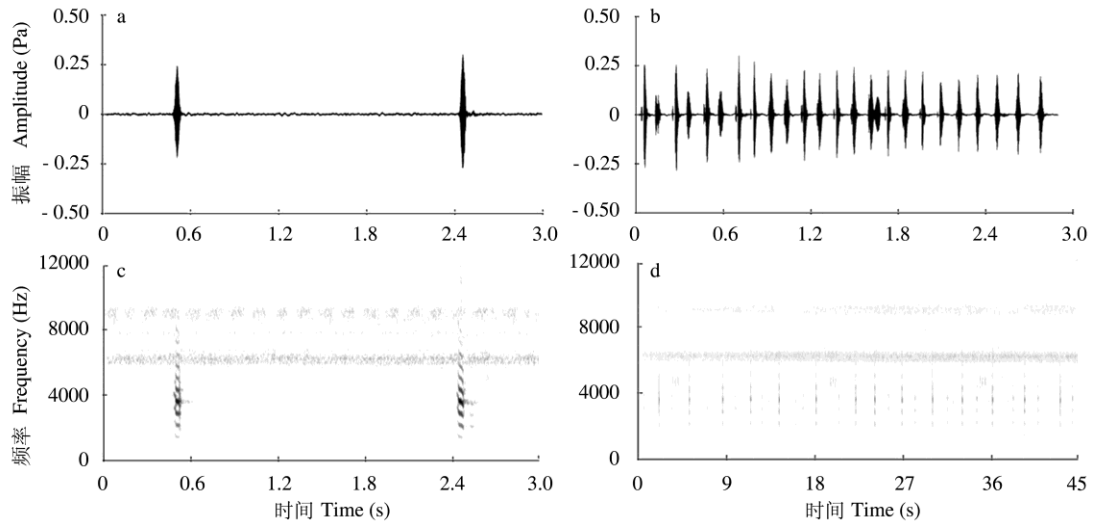 a
b
振幅 Amplitude (Pa)
0.50
0.25
0
- 0.25
- 0.50
0.50
0.25
0
- 0.25
- 0.50
0 0.6 1.2 1.8 2.4 3.0
0 0.6 1.2 1.8 2.4 3.0
c
d
频率 Frequency (Hz)
12000
8000
4000
0
12000
8000
4000
0
0.0 0.6 1.2 1.8 2.4 3.0
0 9 18 27 36 45
时间 Time (s)
时间 Time (s)